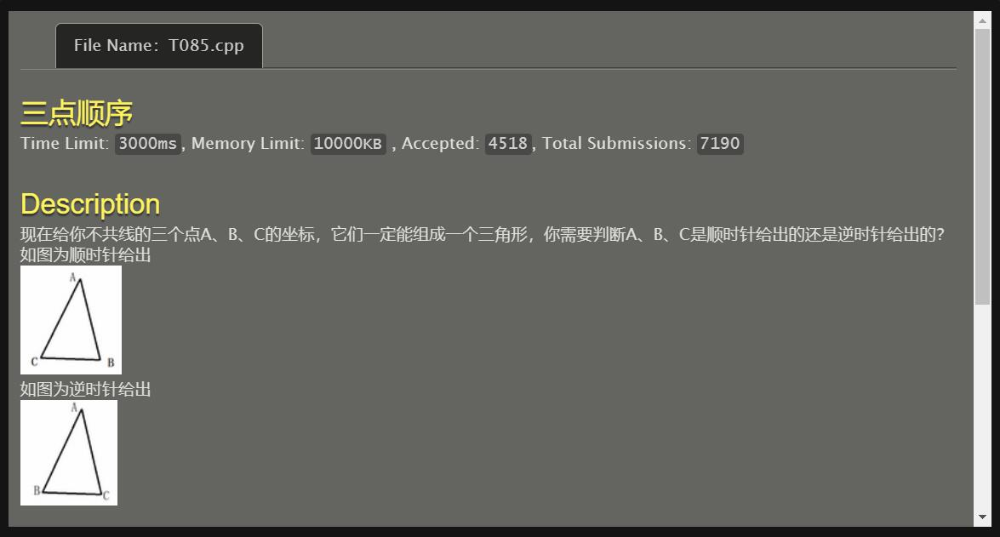 File Name: T085.cpp
三点顺序
Time Limit: 3000ms, Memory Limit: 10000KB , Accepted: 4518, Total Submissions: 7190
Description
现在给你不共线的三个点A、B、C的坐标，它们一定能组成一个三角形，你需要判断A、B、C是顺时针给出的还是逆时针给出的?
如图为顺时针给出
A
C B
如图为逆时针给出
A
B C